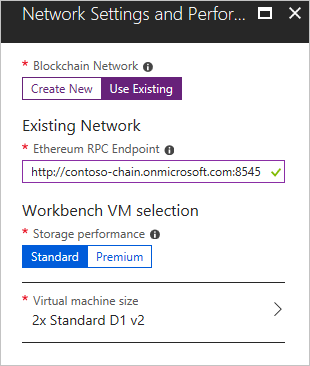 Network Settings and Perfor...
* Blockchain Network
Create New Use Existing
Existing Network
* Ethereum RPC Endpoint
http://contoso-chain.onmicrosoft.com:8545
Workbench VM selection
* Storage performance
Standard Premium
* Virtual machine size
2x Standard D1 v2